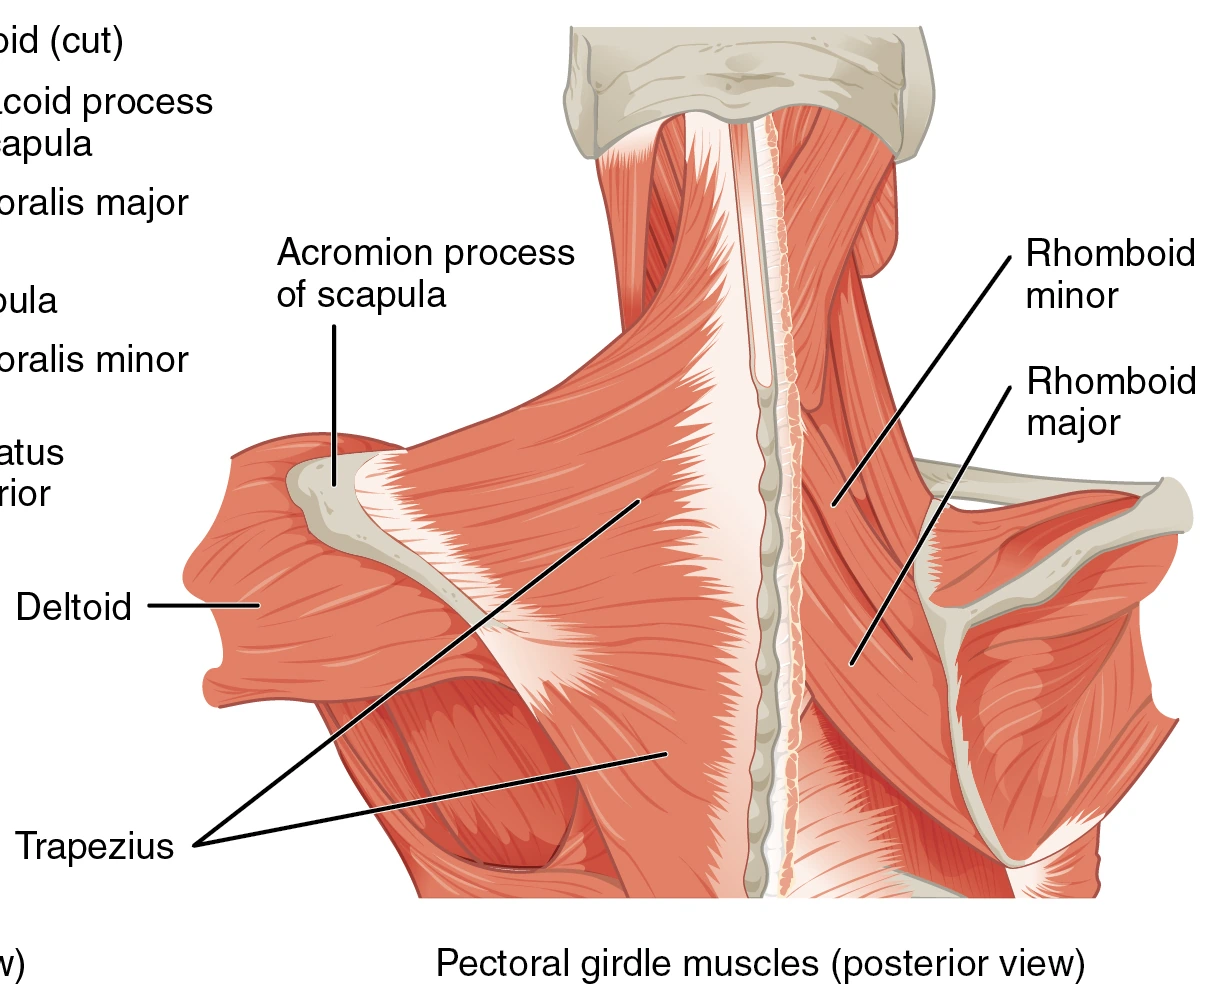 oid (cut)
coid process
capula
oralis major
pula
oralis minor
atus
rior
Acromion process
of scapula
Deltoid
Trapezius
Rhomboid
minor
Rhomboid
major
w)
Pectoral girdle muscles (posterior view)